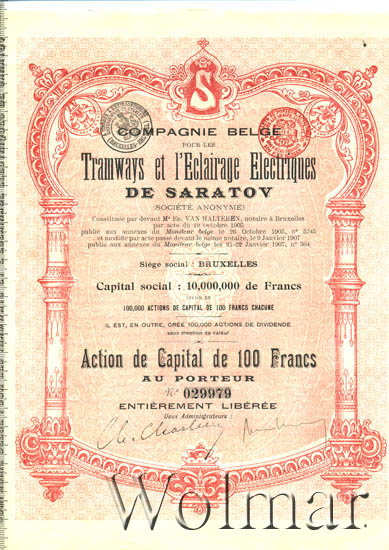 S
COMPAGNIE BELGE
POUR LES
Tramways et l'Eclairage Electriques
DE SARATOV
(SOCIÉTÉ ANONYME)
Constituée par devant Me ED. VAN HALTEREN, notaire à Bruxelles
par acte du 19 Octobre 1905
publié aux annexes du Moniteur belge le 26 Octobre 1905, n° 5245
et modifié par acte passé devant le même notaire, le 9 Janvier 1907
publié aux annexes du Moniteur belge les 21-22 Janvier 1907, n° 364
Siège social : BRUXELLES
Capital social : 10,000,000 de Francs
DIVISÉ EN
100,000 ACTIONS DE CAPITAL DE 100 FRANCS CHACUNE
IL EST, EN OUTRE, CRÉÉ 100,000 ACTIONS DE DIVIDENDE
sans mention de valeur
Action de Capital de 100 Francs
AU PORTEUR
No 029979
ENTIÈREMENT LIBÉRÉE
Deux Administrateurs :
Wolmar